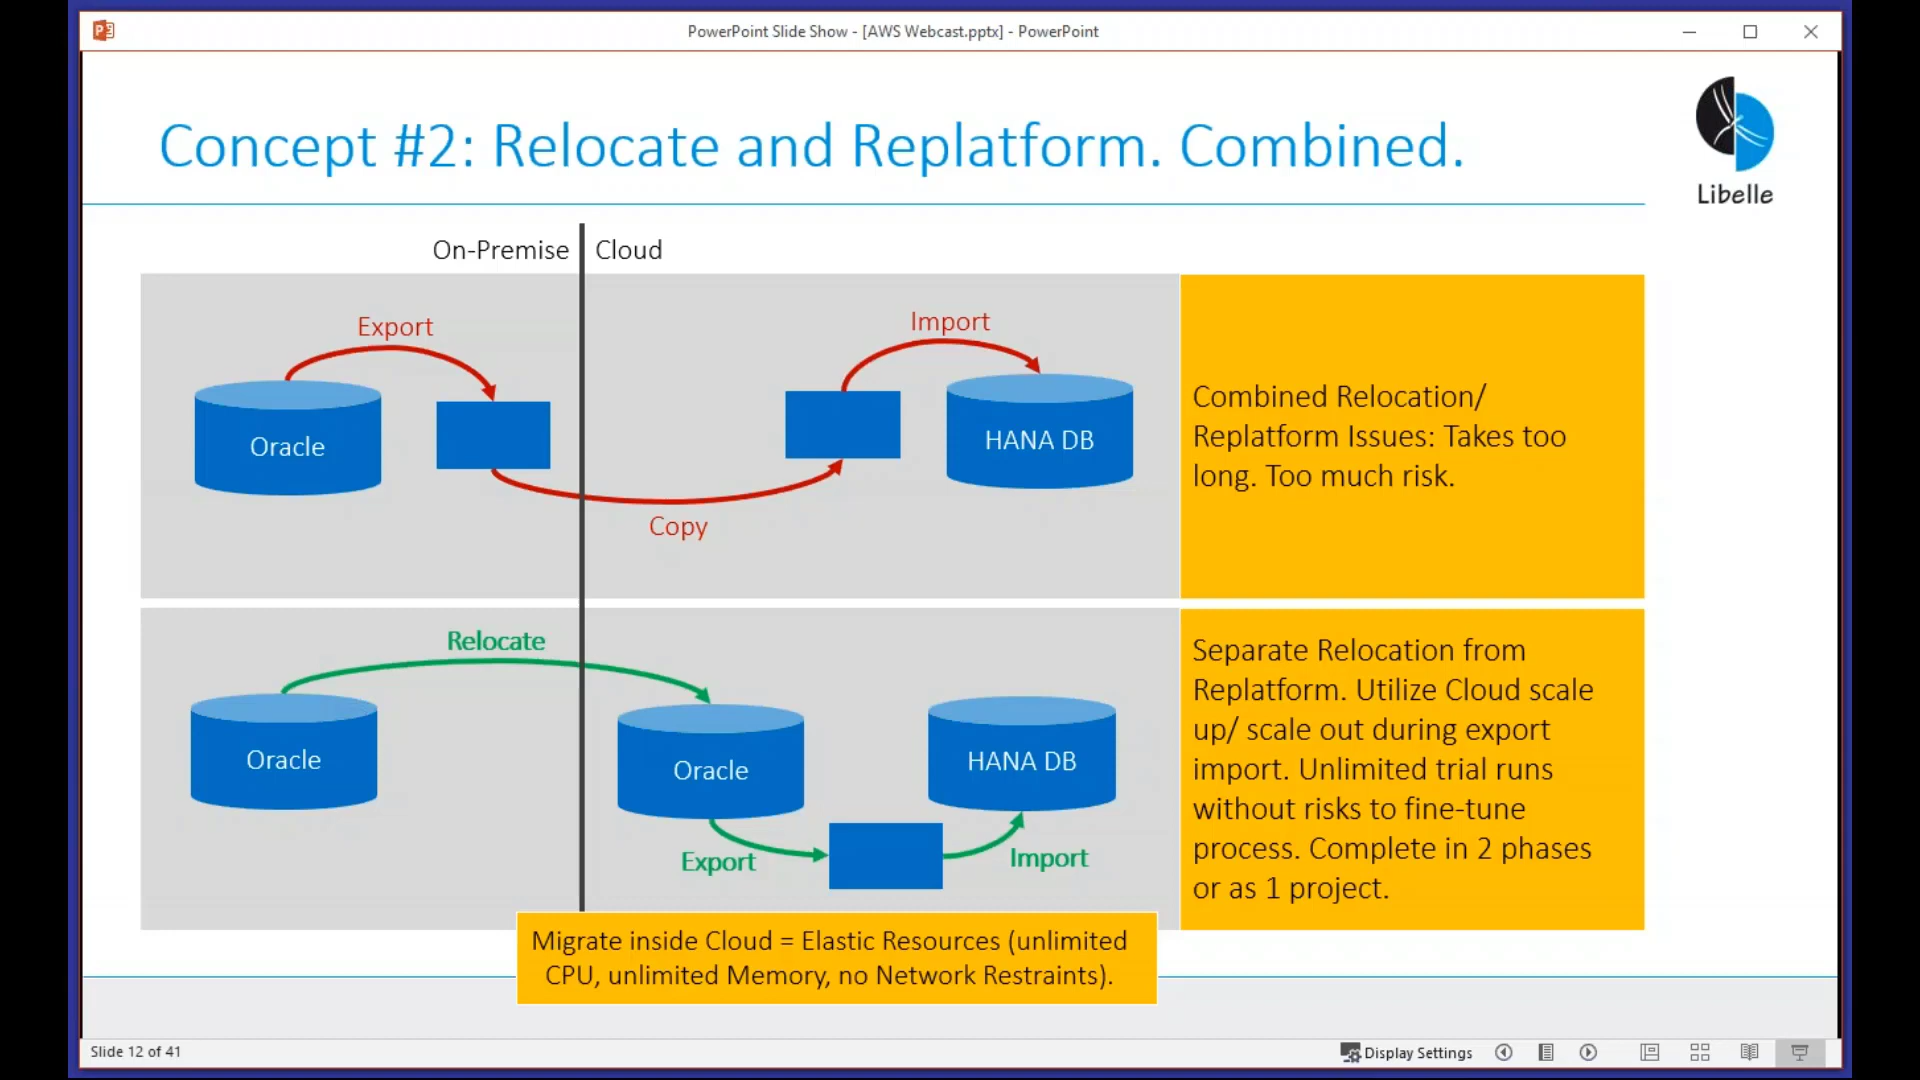 PowerPoint Slide Show - [AWS Webcast.pptx] - PowerPoint
Concept #2: Relocate and Replatform. Combined.
Libelle
On-Premise
Cloud
Export
Import
Oracle
HANA DB
Copy
Combined Relocation/
Replatform Issues: Takes too
long. Too much risk.
Relocate
Oracle
Oracle
HANA DB
Export
Import
Separate Relocation from
Replatform. Utilize Cloud scale
up/ scale out during export
import. Unlimited trial runs
without risks to fine-tune
process. Complete in 2 phases
or as 1 project.
Migrate inside Cloud = Elastic Resources (unlimited
CPU, unlimited Memory, no Network Restraints).
Slide 12 of 41
Display Settings